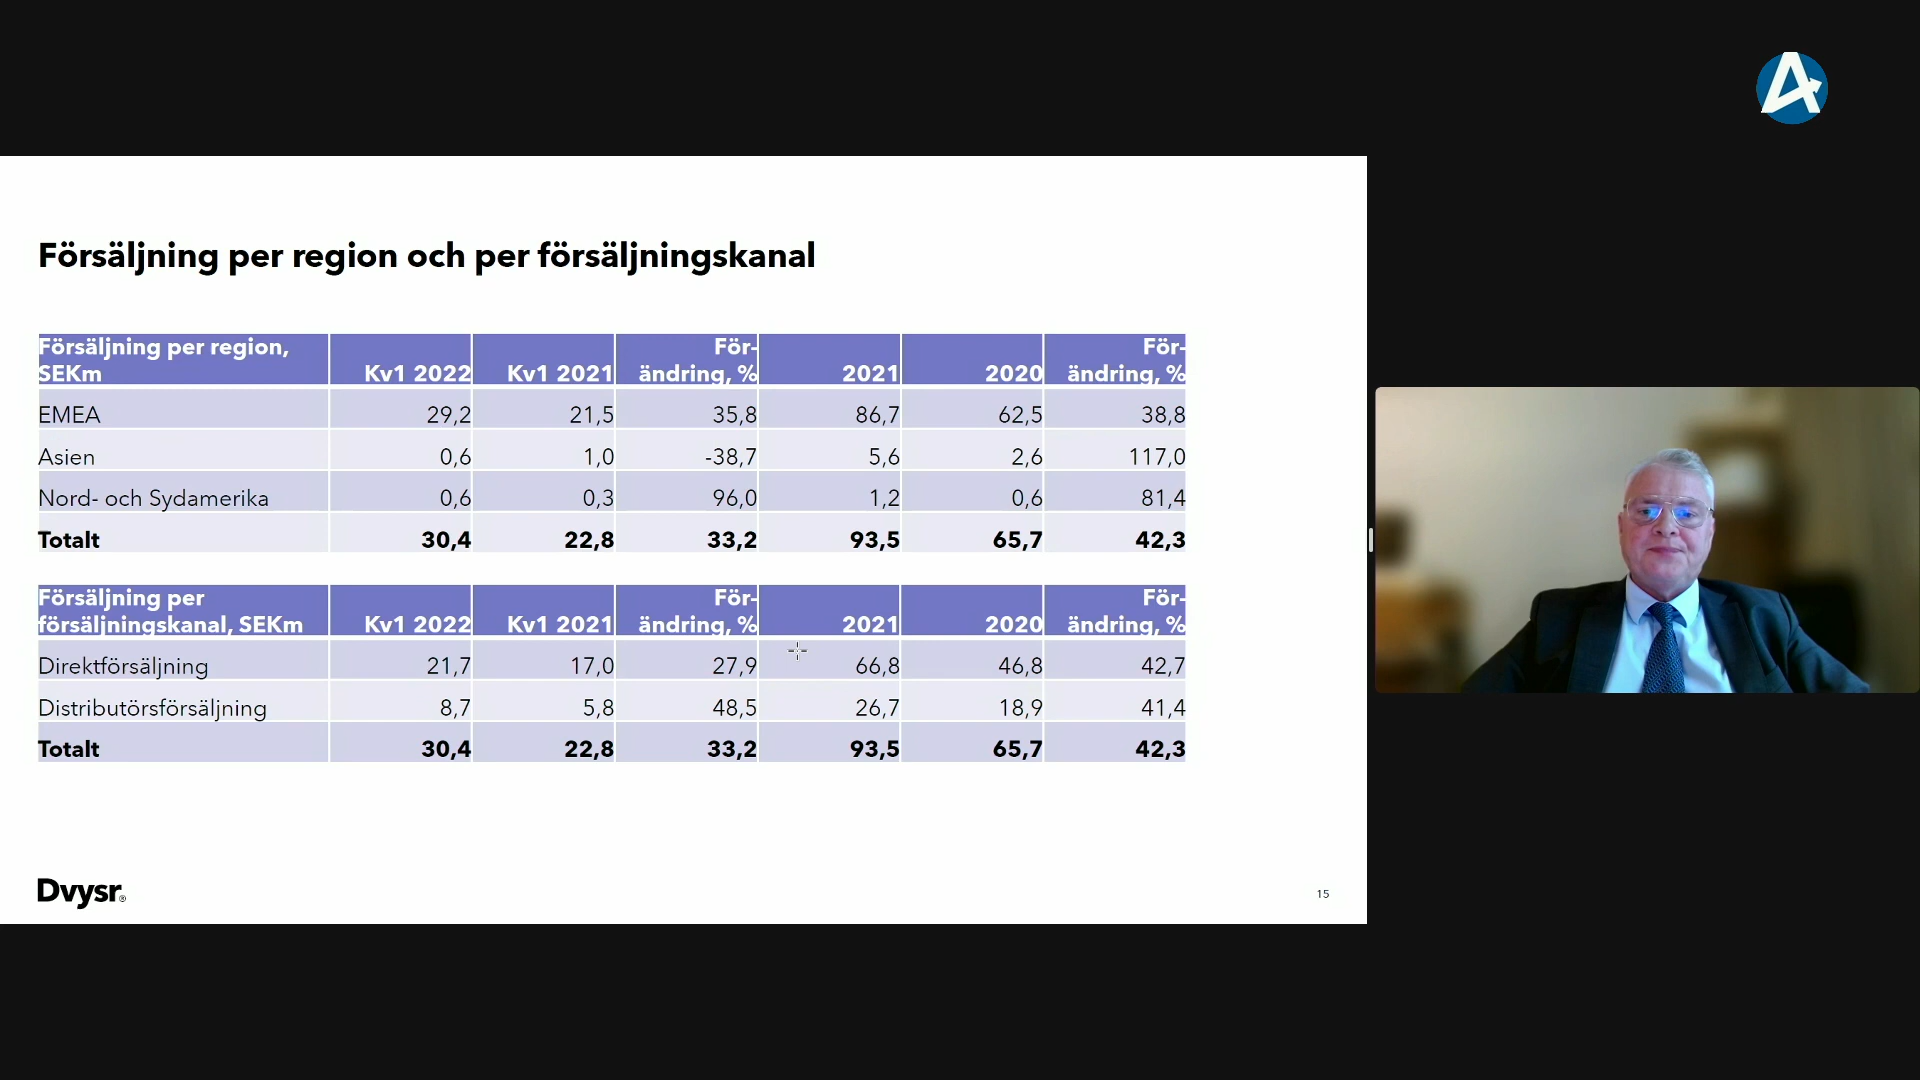 Försäljning per region och per försäljningskanal
Försäljning per region, SEKm Kv1 2022 Kv1 2021 För-ändring, % 2021 2020 För-ändring, %
EMEA 29,2 21,5 35,8 86,7 62,5 38,8
Asien 0,6 1,0 -38,7 5,6 2,6 117,0
Nord- och Sydamerika 0,6 0,3 96,0 1,2 0,6 81,4
Totalt 30,4 22,8 33,2 93,5 65,7 42,3
Försäljning per försäljningskanal, SEKm Kv1 2022 Kv1 2021 För-ändring, % 2021 2020 För-ändring, %
Direktförsäljning 21,7 17,0 27,9 66,8 46,8 42,7
Distributörsförsäljning 8,7 5,8 48,5 26,7 18,9 41,4
Totalt 30,4 22,8 33,2 93,5 65,7 42,3
Dvysr®
15